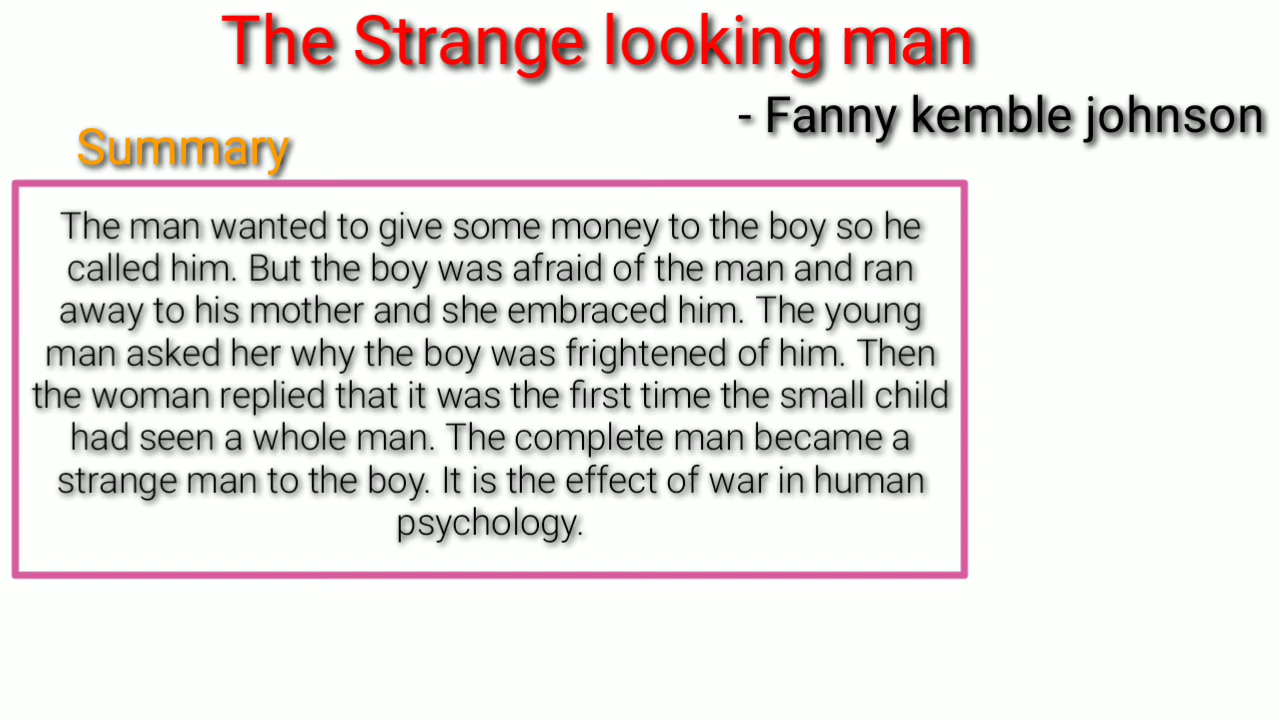 The Strange looking man
- Fanny kemble johnson
Summary
The man wanted to give some money to the boy so he
called him. But the boy was afraid of the man and ran
away to his mother and she embraced him. The young
man asked her why the boy was frightened of him. Then
the woman replied that it was the first time the small child
had seen a whole man. The complete man became a
strange man to the boy. It is the effect of war in human
psychology.